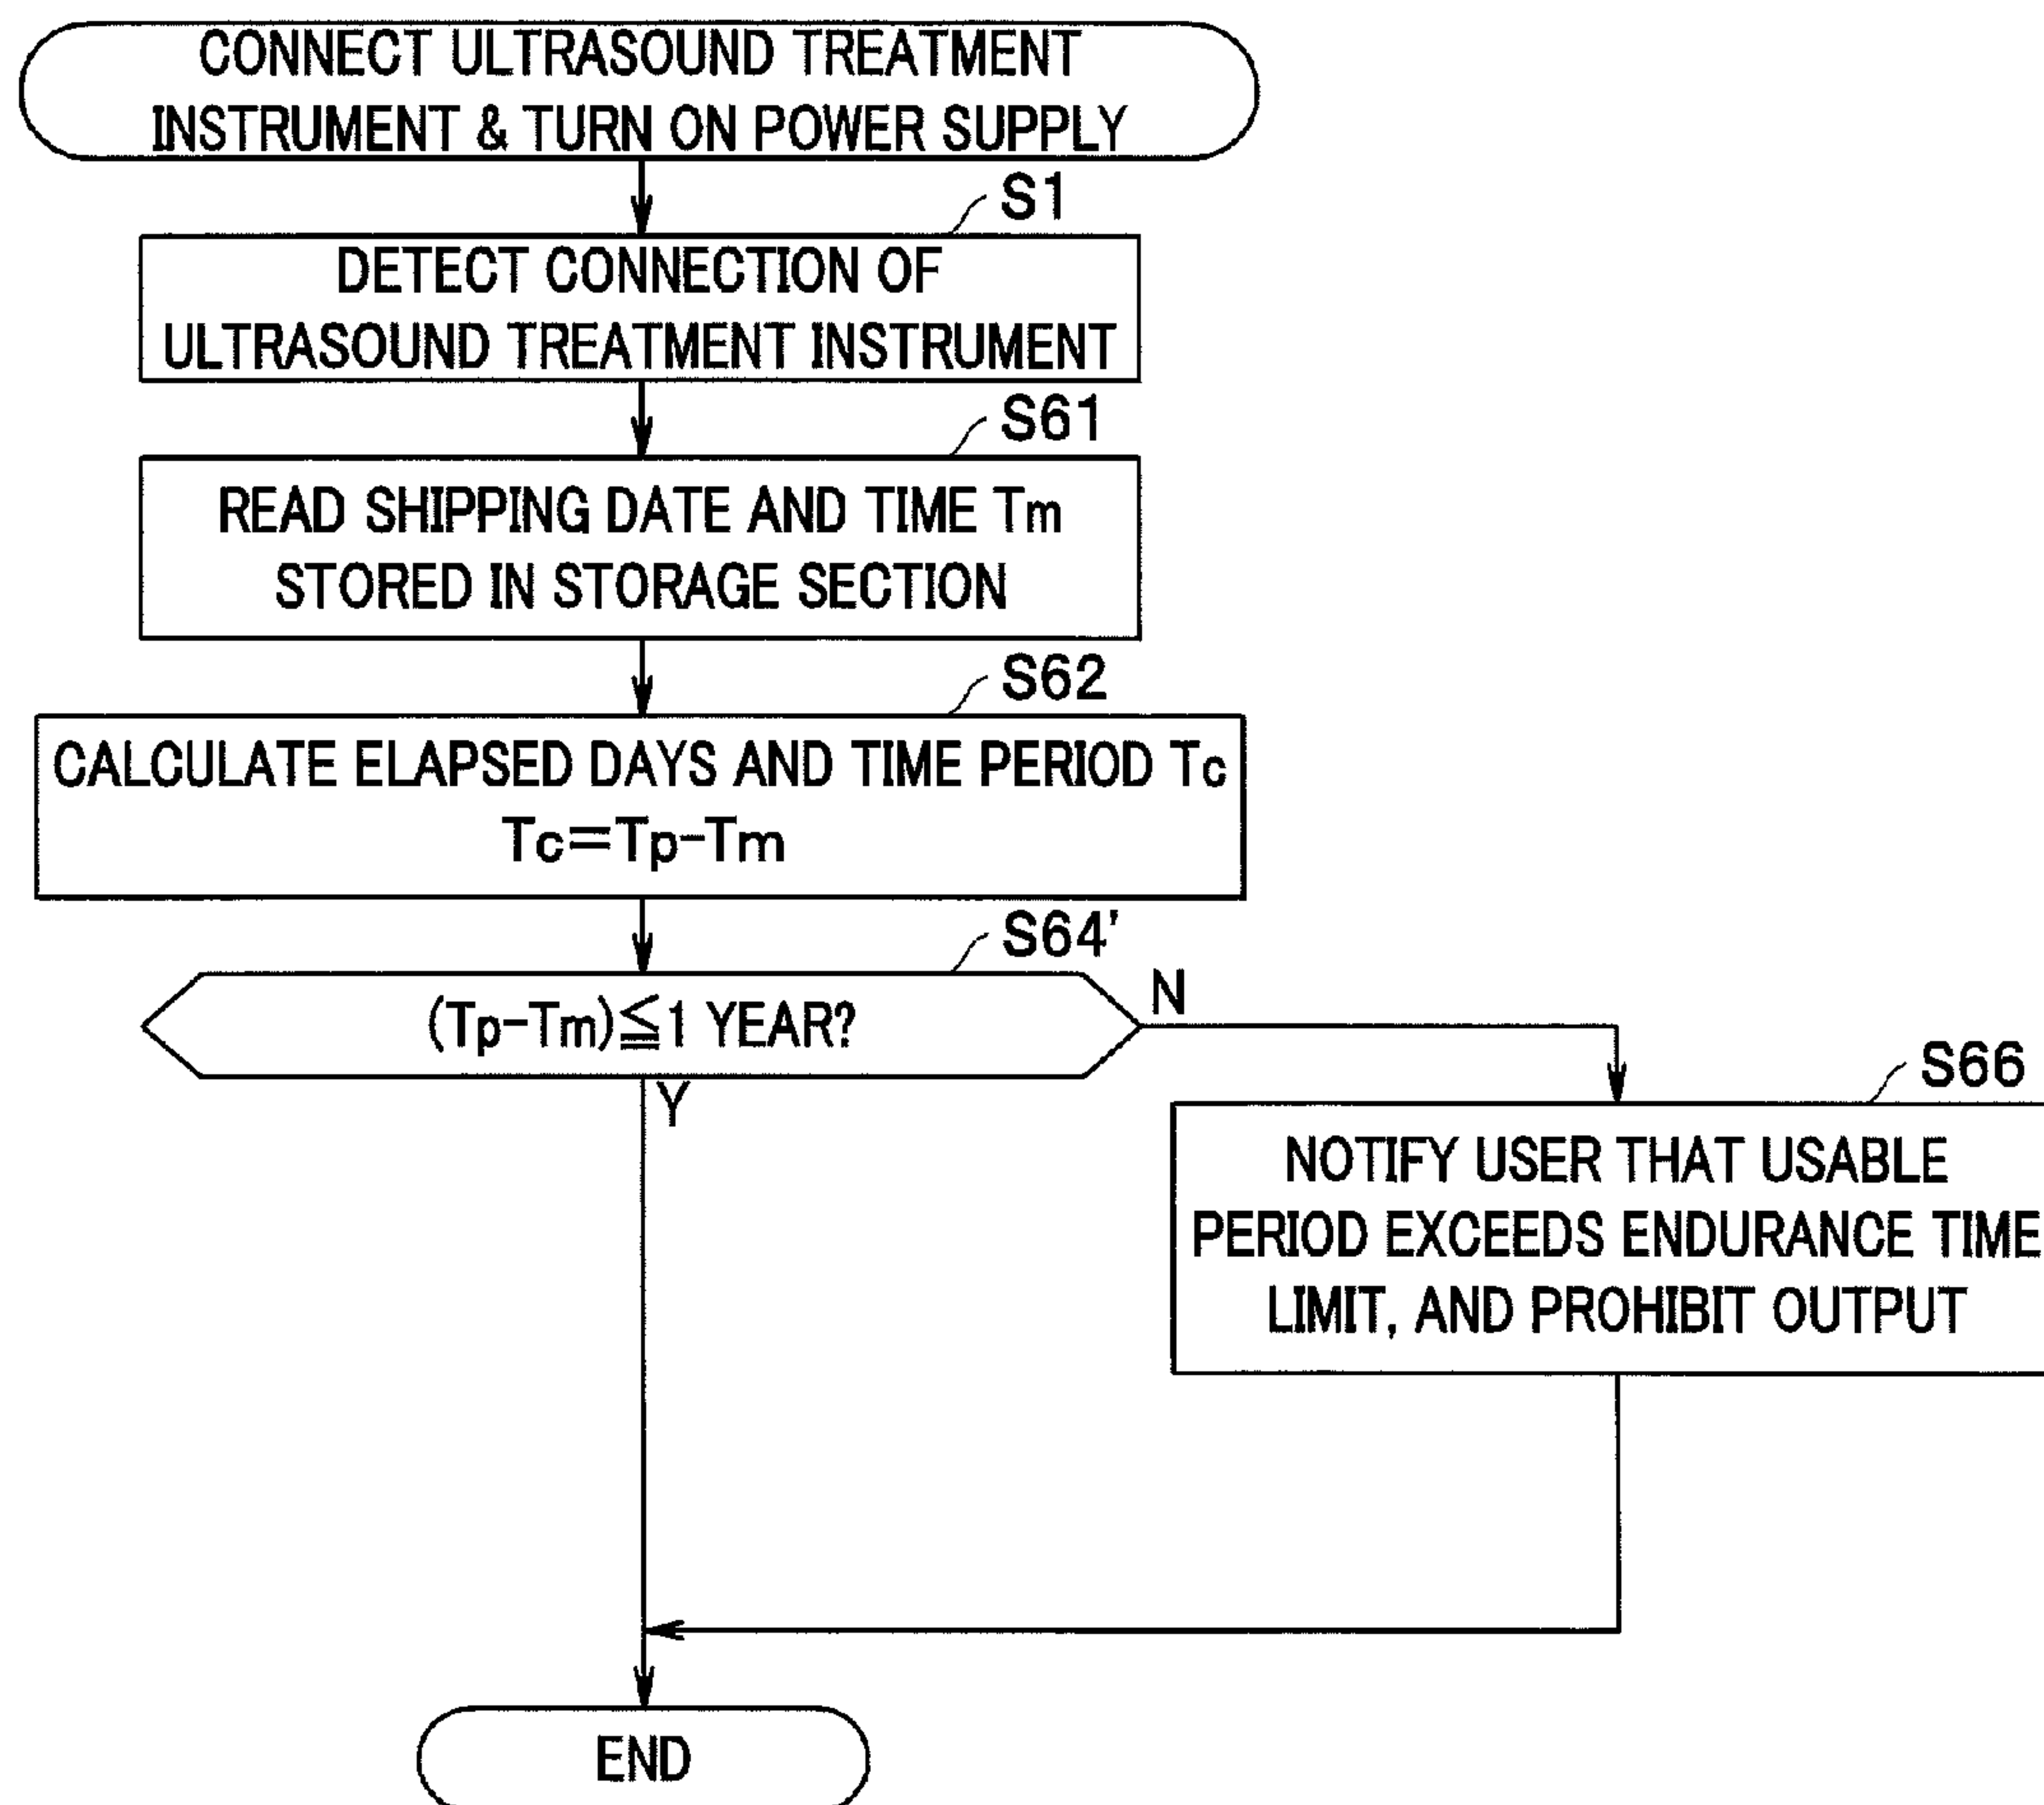 CONNECT ULTRASOUND TREATMENT
INSTRUMENT & TURN ON POWER SUPPLY
S1
DETECT CONNECTION OF
ULTRASOUND TREATMENT INSTRUMENT
S61
READ SHIPPING DATE AND TIME Tm
STORED IN STORAGE SECTION
S62
CALCULATE ELAPSED DAYS AND TIME PERIOD Tc
Tc=Tp-Tm
S64'
(Tp-Tm)≦1 YEAR?
N
Y
S66
NOTIFY USER THAT USABLE
PERIOD EXCEEDS ENDURANCE TIME
LIMIT, AND PROHIBIT OUTPUT
END